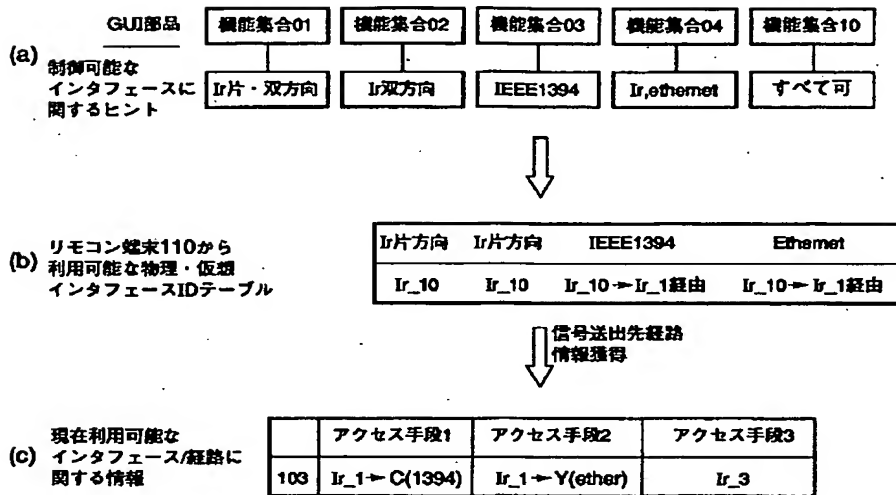 GUI部品 機能集合01 機能集合02 機能集合03 機能集合04 機能集合10
(a) 制御可能な
インタフェースに
関するヒント
Ir片・双方向 Ir双方向 IEEE1394 Ir,ethernet すべて可
(b) リモコン端末110から
利用可能な物理・仮想
インタフェースIDテーブル
Ir片方向 Ir片方向 IEEE1394 Ethernet
Ir_10 Ir_10 Ir_10→Ir_1経由 Ir_10→Ir_1経由
信号送出先経路
情報獲得
(c) 現在利用可能な
インタフェース/経路に
関する情報
アクセス手段1 アクセス手段2 アクセス手段3
103 Ir_1→C(1394) Ir_1→Y(ether) Ir_3